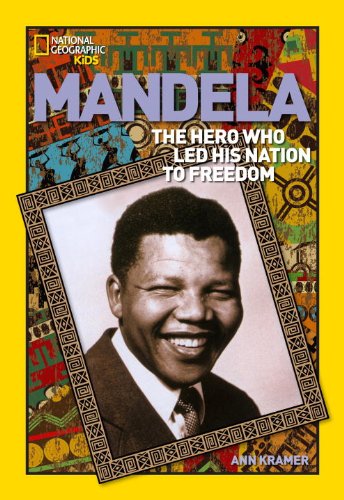 NATIONAL
GEOGRAPHIC
KiDS
MANDELA
THE HERO WHO
LED HIS NATION
TO FREEDOM
ANN KRAMER